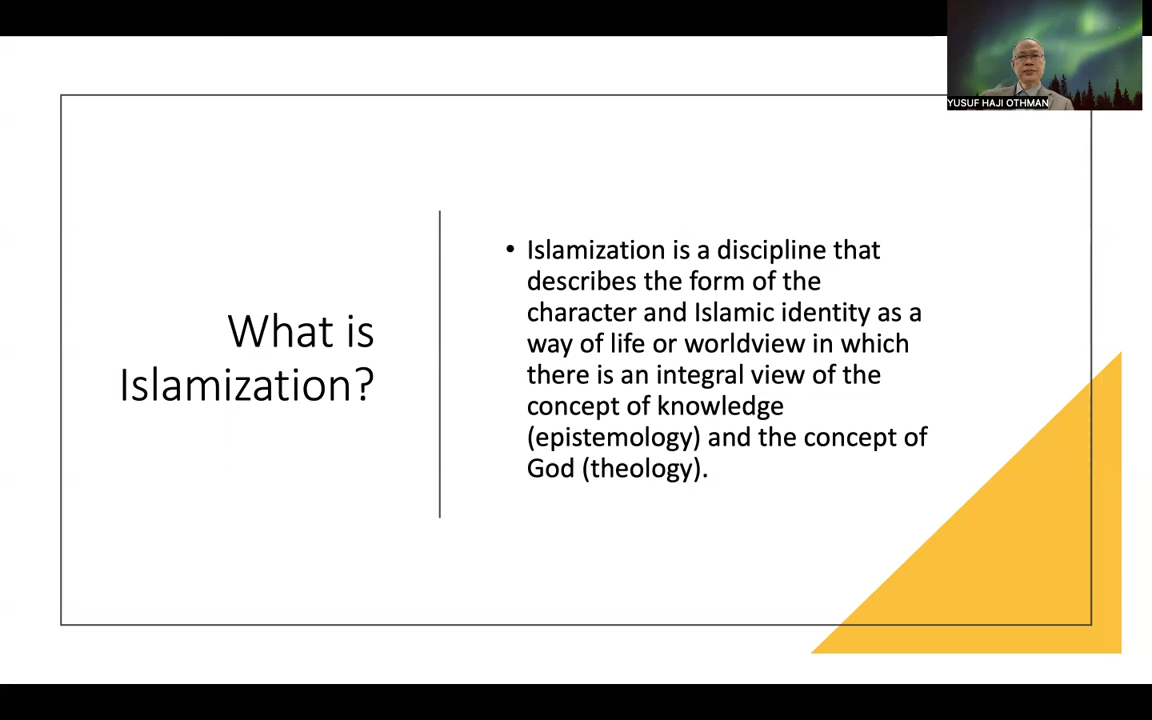 YUSUF HAJI OTHMAN
What is
Islamization?
• Islamization is a discipline that
describes the form of the
character and Islamic identity as a
way of life or worldview in which
there is an integral view of the
concept of knowledge
(epistemology) and the concept of
God (theology).